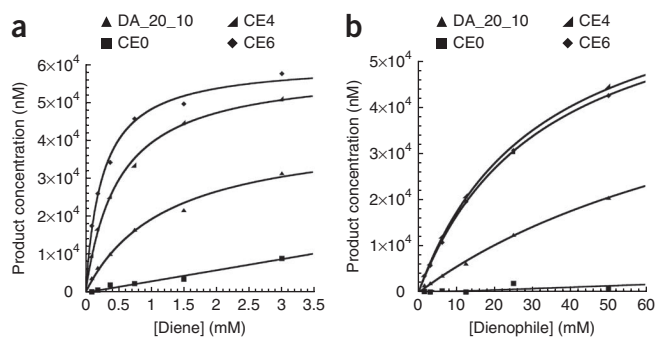 a
DA_20_10 CE4
CE0 CE6
Product concentration (nM)
6×10⁴
5×10⁴
4×10⁴
3×10⁴
2×10⁴
1×10⁴
0
0 0.5 1.0 1.5 2.0 2.5 3.0 3.5
[Diene] (mM)
b
DA_20_10 CE4
CE0 CE6
Product concentration (nM)
5×10⁴
4×10⁴
3×10⁴
2×10⁴
1×10⁴
0
0 10 20 30 40 50 60
[Dienophile] (mM)